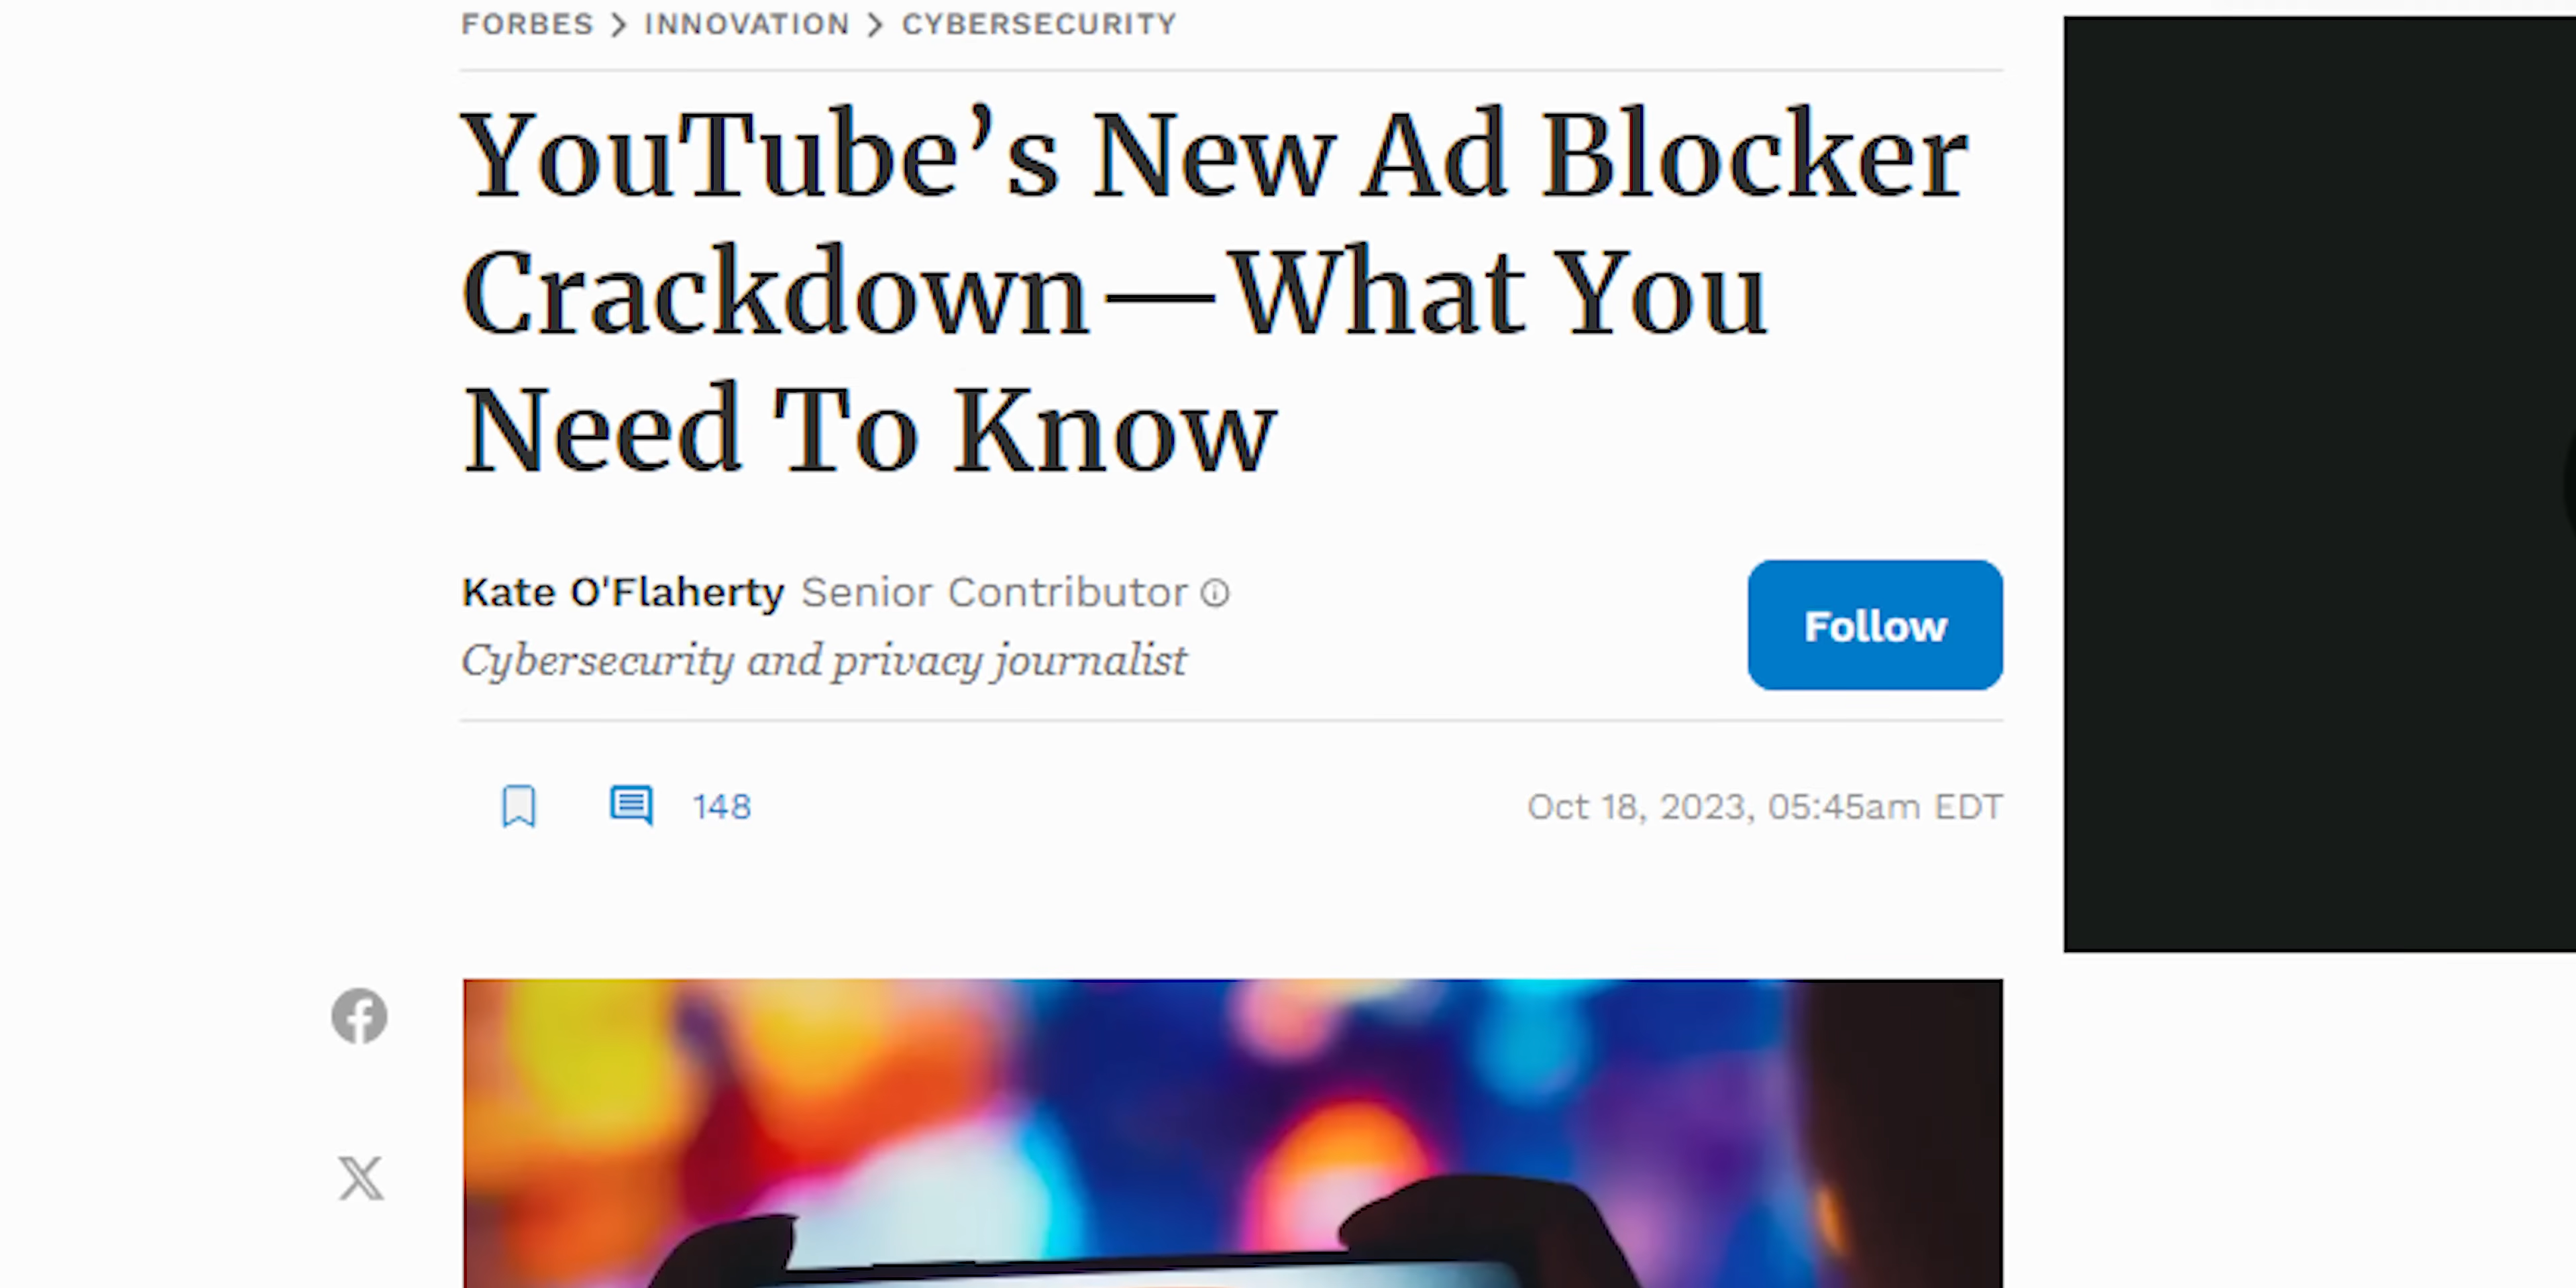 FORBES > INNOVATION > CYBERSECURITY
YouTube’s New Ad Blocker
Crackdown—What You
Need To Know
Kate O'Flaherty Senior Contributor
Cybersecurity and privacy journalist
Follow
148
Oct 18, 2023, 05:45am EDT